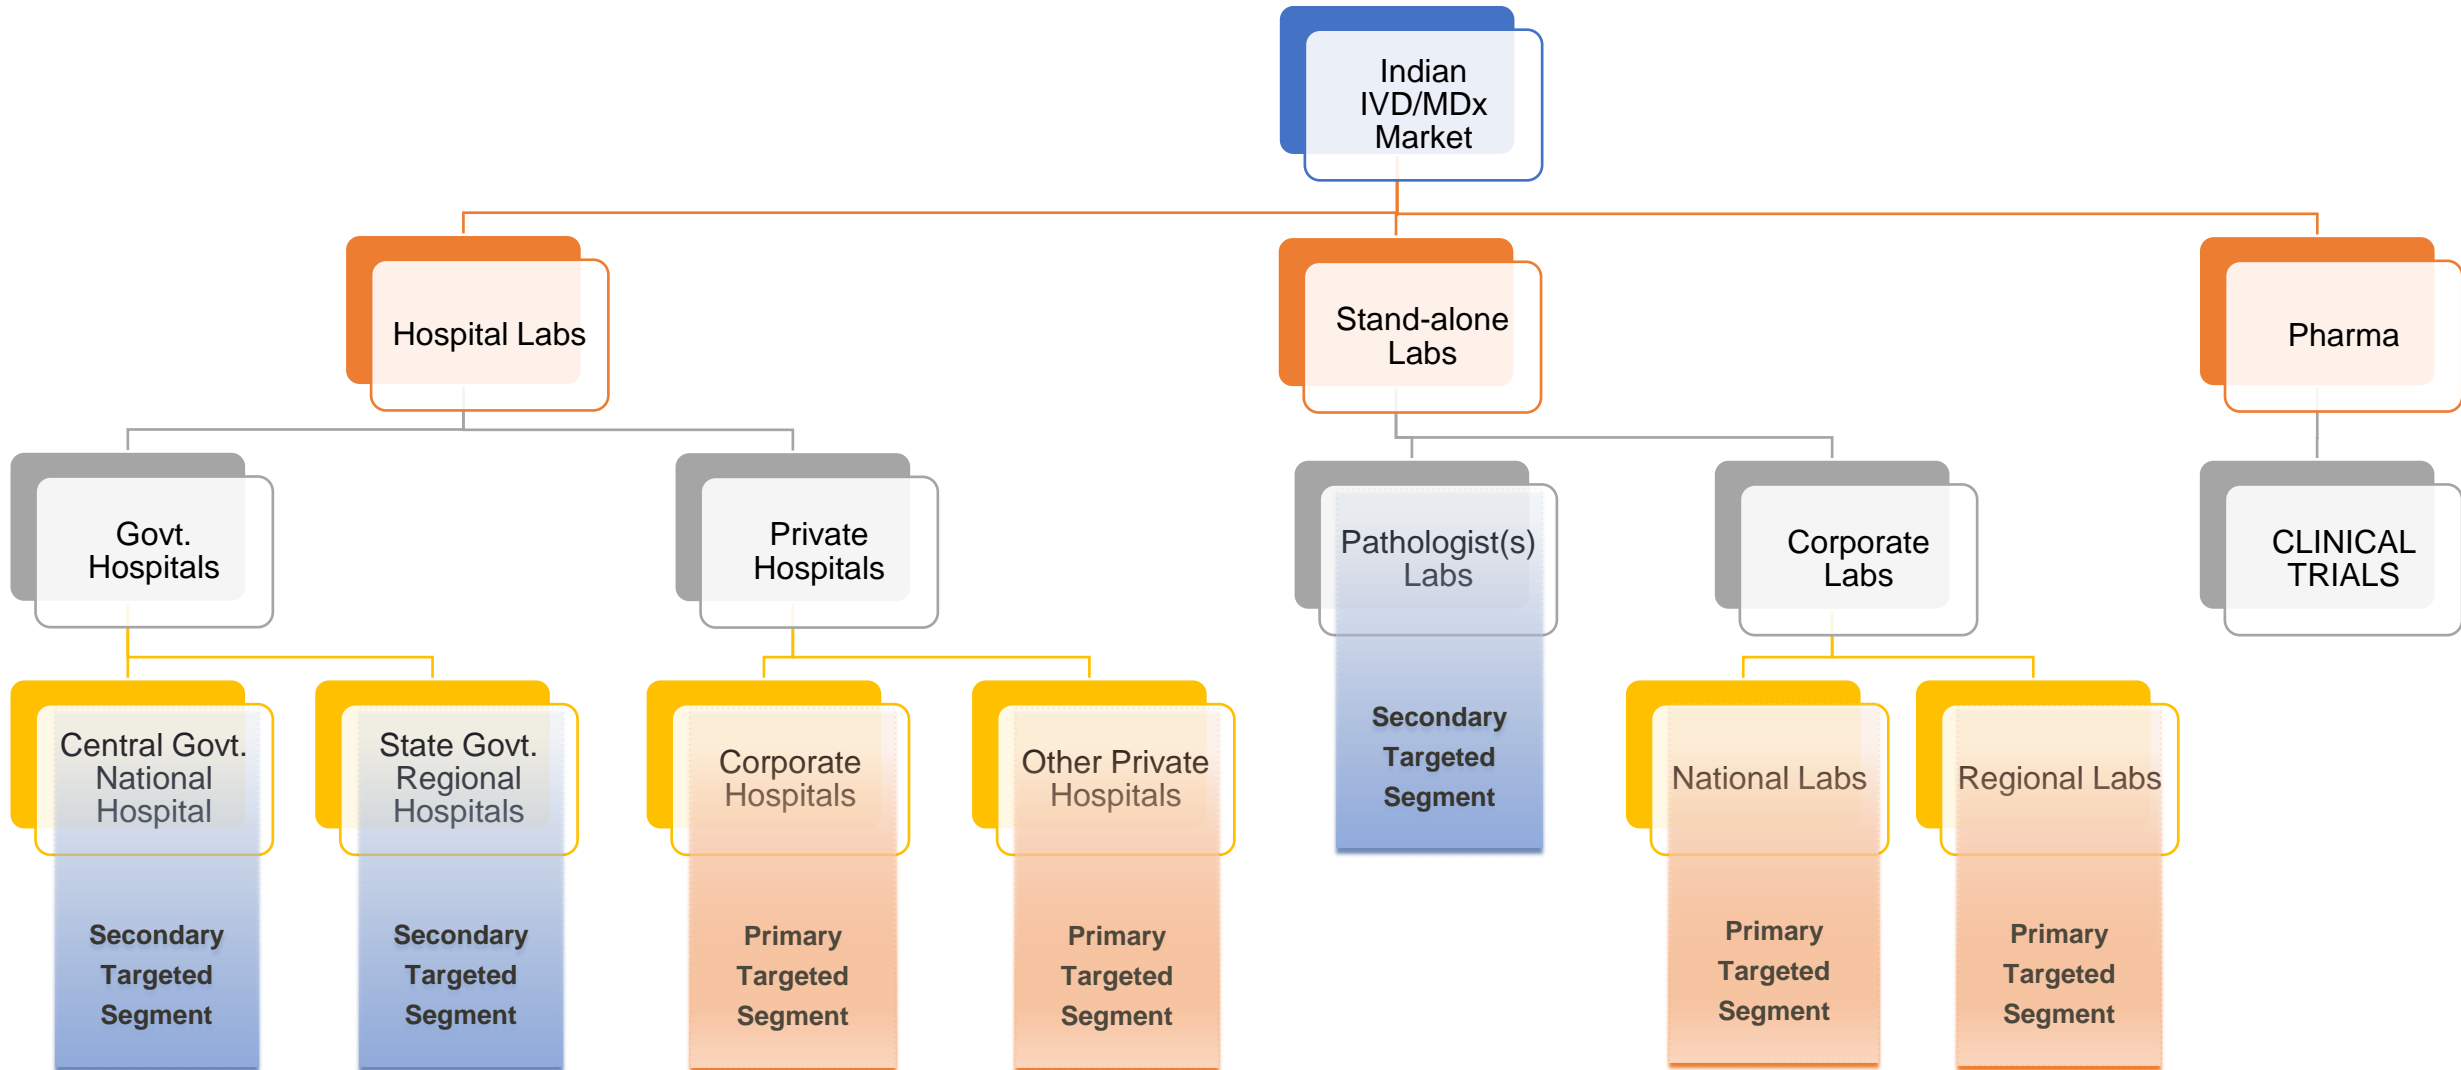 Indian
IVD/MDx
Market
Hospital Labs
Stand-alone
Labs
Pharma
Govt.
Hospitals
Private
Hospitals
Pathologist(s)
Labs
Corporate
Labs
CLINICAL
TRIALS
Central Govt.
National
Hospital
State Govt.
Regional
Hospitals
Corporate
Hospitals
Other Private
Hospitals
National Labs
Regional Labs
Secondary
Targeted
Segment
Secondary
Targeted
Segment
Primary
Targeted
Segment
Primary
Targeted
Segment
Secondary
Targeted
Segment
Primary
Targeted
Segment
Primary
Targeted
Segment